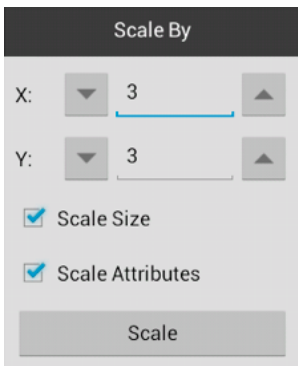 Scale By
X: 3
Y: 3
Scale Size
Scale Attributes
Scale